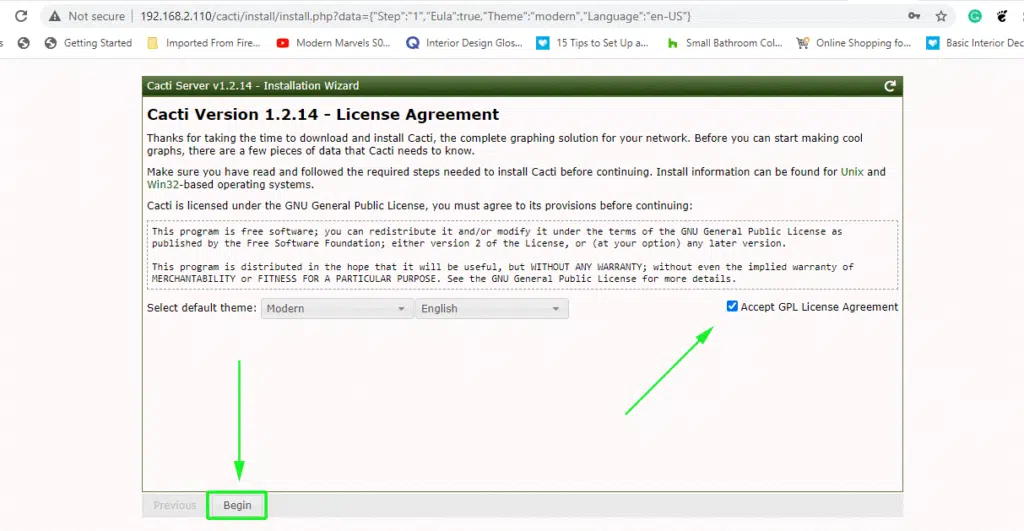 Not secure | 192.168.2.110/cacti/install/install.php?data={"Step":"1","Eula":true,"Theme":"modern","Language":"en-US"}
s Getting Started Imported From Fire... Modern Marvels S0... Interior Design Glos... 15 Tips to Set Up a... Small Bathroom Col... Online Shopping fo... Basic Interior Dec
Cacti Server v1.2.14 - Installation Wizard
Cacti Version 1.2.14 - License Agreement
Thanks for taking the time to download and install Cacti, the complete graphing solution for your network. Before you can start making cool
graphs, there are a few pieces of data that Cacti needs to know.
Make sure you have read and followed the required steps needed to install Cacti before continuing. Install information can be found for Unix and
Win32-based operating systems.
Cacti is licensed under the GNU General Public License, you must agree to its provisions before continuing:
This program is free software; you can redistribute it and/or modify it under the terms of the GNU General Public License as
published by the Free Software Foundation; either version 2 of the License, or (at your option) any later version.
This program is distributed in the hope that it will be useful, but WITHOUT ANY WARRANTY; without even the implied warranty of
MERCHANTABILITY or FITNESS FOR A PARTICULAR PURPOSE. See the GNU General Public License for more details.
Select default theme: Modern English Accept GPL License Agreement
Previous Begin